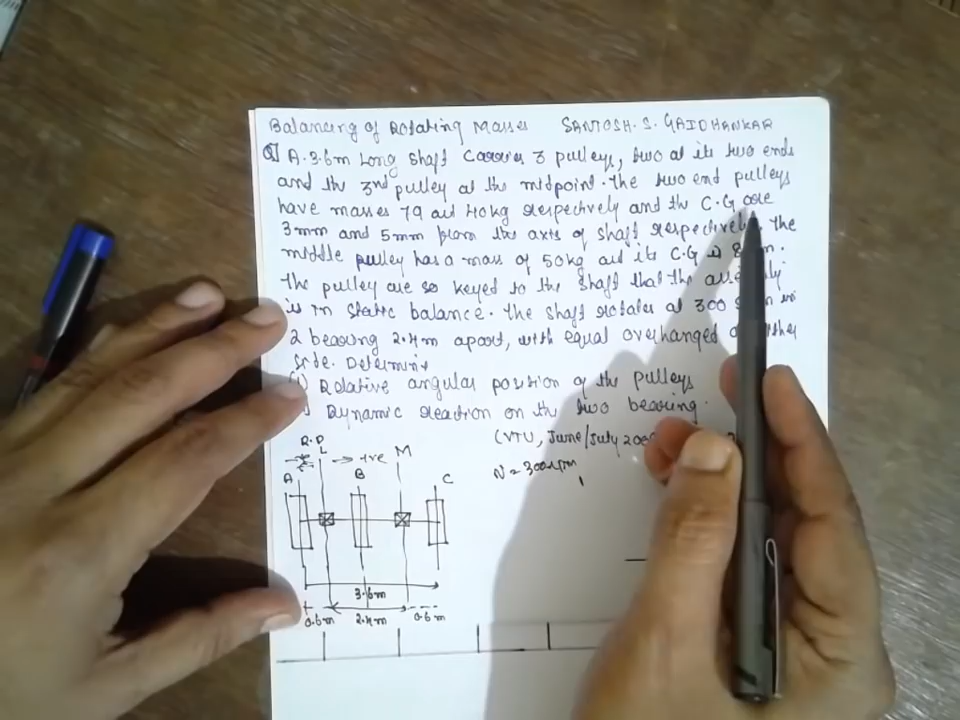 Balancing of Rotating Masses SANTOSH. S. GAIDHANKAR
Q] A 3.6m Long shaft carries 3 pulleys, two at its two ends
and the 3rd pulley at the midpoint. The two end pulleys
have masses 79 and 40kg respectively and the C.G are
3mm and 5mm from the axis of shaft respectively. The
middle pulley has a mass of 50kg and its C.G is 8
The pulley are so keyed to the shaft that the
is in static balance. The shaft rotates at 300
2 bearing 2.4m apart, with equal overhanged
side. Determine
Relative angular position of the pulleys
Dynamic reaction on the two bearing.
(VTU, June/July
N = 300rpm
R.P
L → +ve M
A B C
3.6m
0.6m 2.4m 0.6m